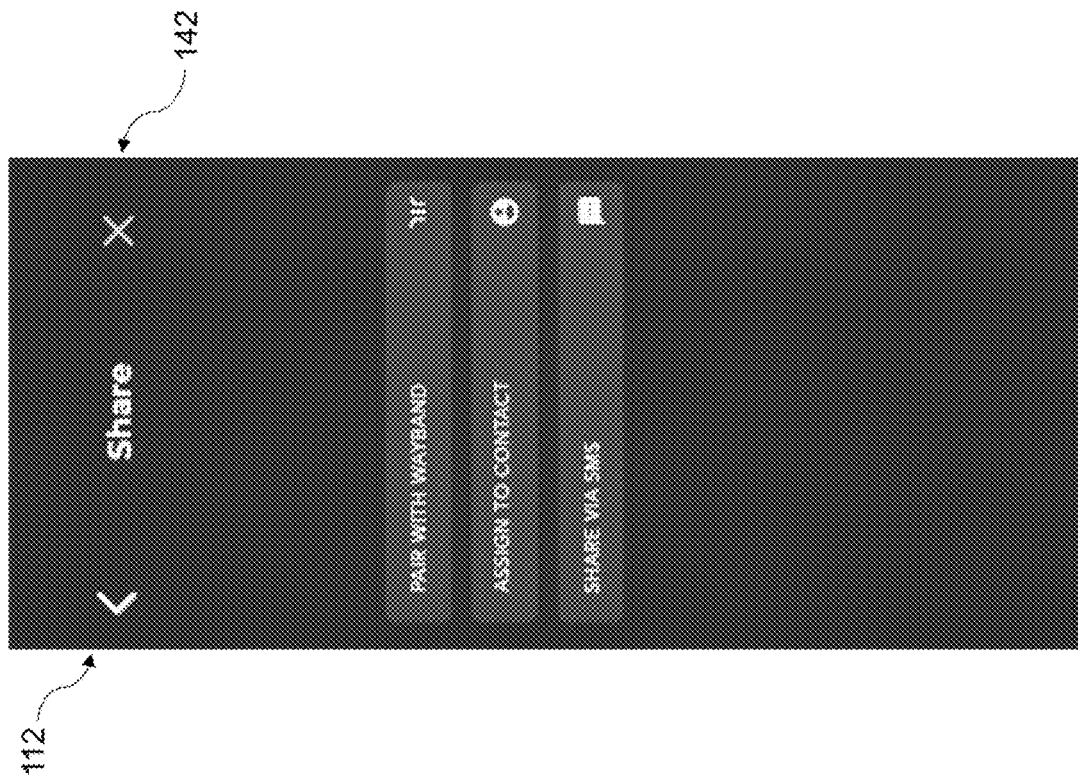 112
142
Share
PAIR WITH WAYBAND
ASSIGN TO CONTACT
SHARE VIA SMS